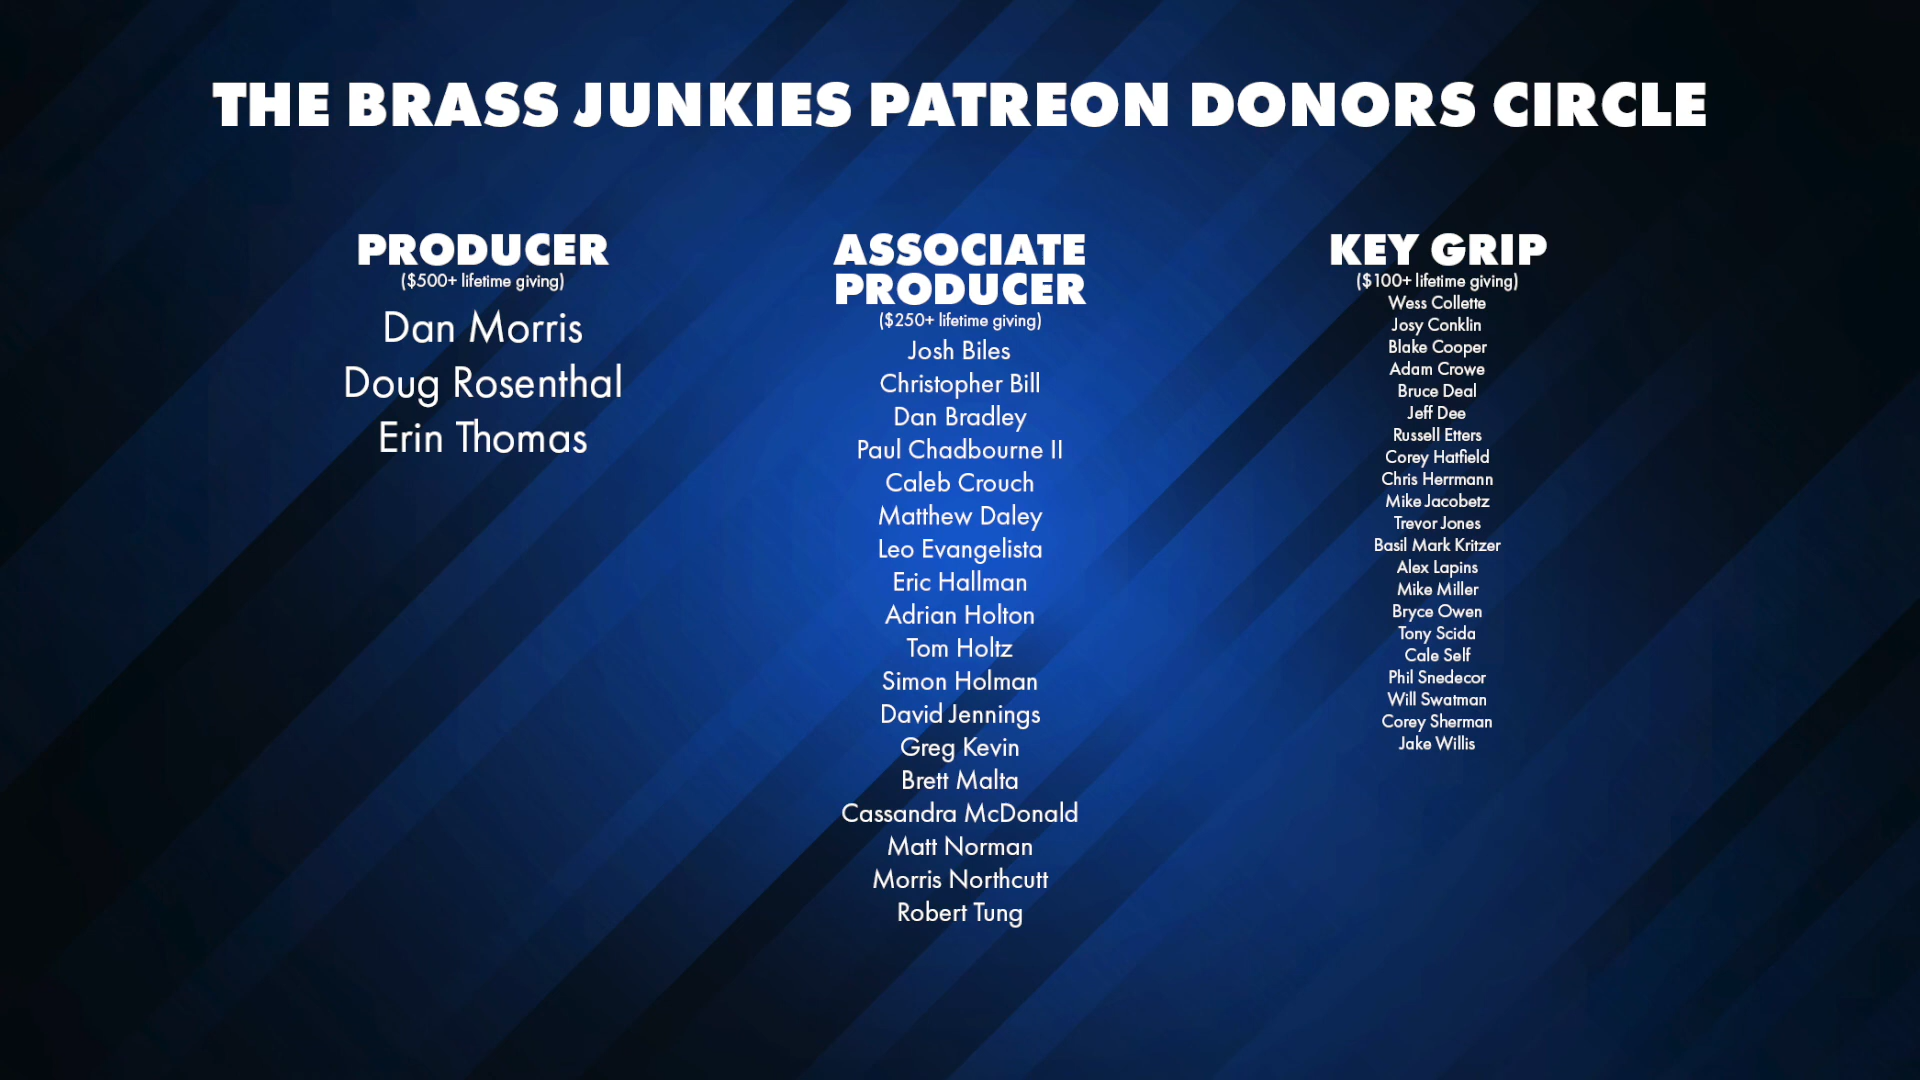 THE BRASS JUNKIES PATREON DONORS CIRCLE
PRODUCER
($500+ lifetime giving)
Dan Morris
Doug Rosenthal
Erin Thomas
ASSOCIATE
PRODUCER
($250+ lifetime giving)
Josh Biles
Christopher Bill
Dan Bradley
Paul Chadbourne II
Caleb Crouch
Matthew Daley
Leo Evangelista
Eric Hallman
Adrian Holton
Tom Holtz
Simon Holman
David Jennings
Greg Kevin
Brett Malta
Cassandra McDonald
Matt Norman
Morris Northcutt
Robert Tung
KEY GRIP
($100+ lifetime giving)
Wess Collette
Josy Conklin
Blake Cooper
Adam Crowe
Bruce Deal
Jeff Dee
Russell Etters
Corey Hatfield
Chris Herrmann
Mike Jacobetz
Trevor Jones
Basil Mark Kritzer
Alex Lapins
Mike Miller
Bryce Owen
Tony Scida
Cale Self
Phil Snedecor
Will Swatman
Corey Sherman
Jake Willis